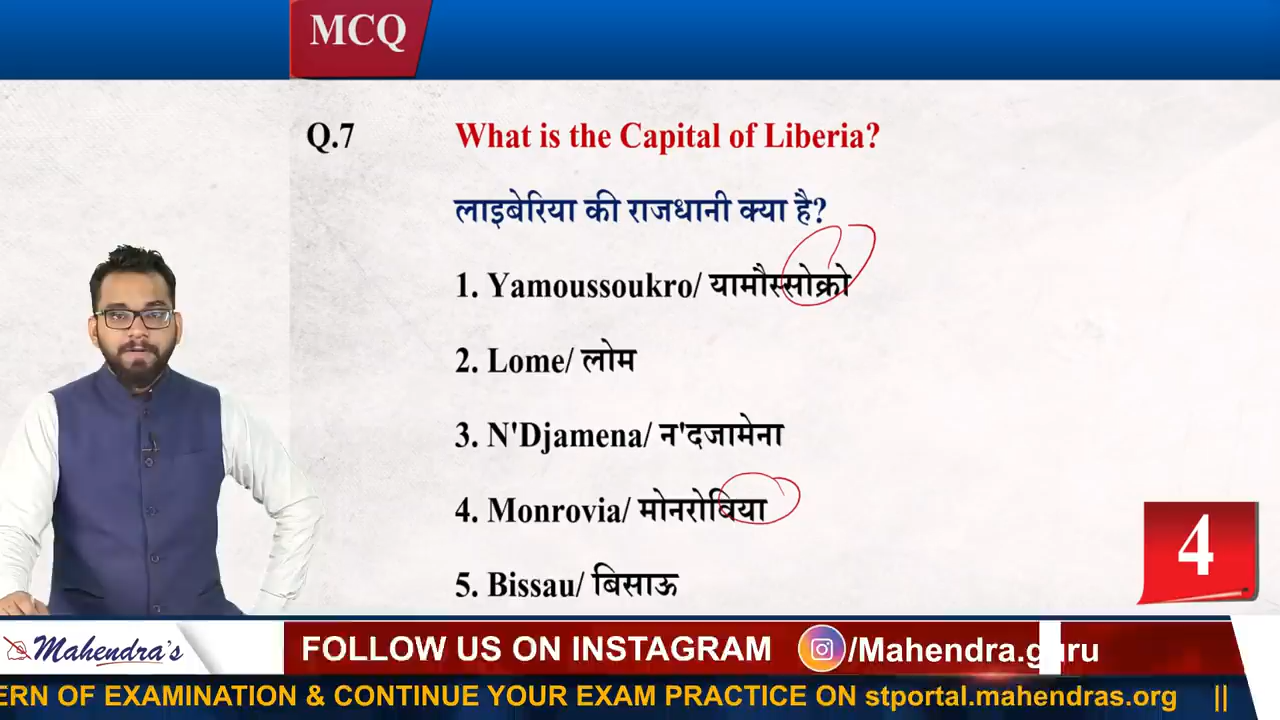 MCQ
Q.7 What is the Capital of Liberia?
लाइबेरिया की राजधानी क्या है?
1. Yamoussoukro/ यामौस्सोक्रो
2. Lome/ लोम
3. N'Djamena/ न'दजामेना
4. Monrovia/ मोनरोविया
5. Bissau/ बिसाऊ
4
Mahendra's
FOLLOW US ON INSTAGRAM /Mahendra.guru
ERN OF EXAMINATION & CONTINUE YOUR EXAM PRACTICE ON stportal.mahendras.org ||